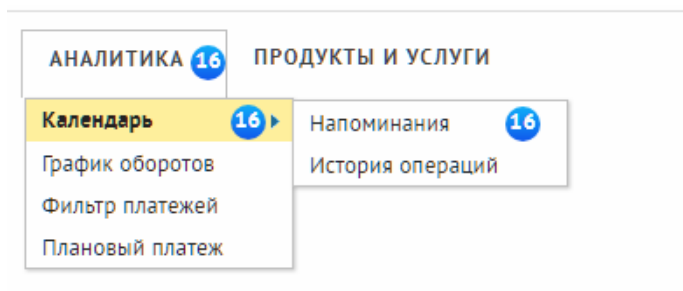 АНАЛИТИКА 16 ПРОДУКТЫ И УСЛУГИ
Календарь 16 Напоминания 16
График оборотов История операций
Фильтр платежей
Плановый платеж